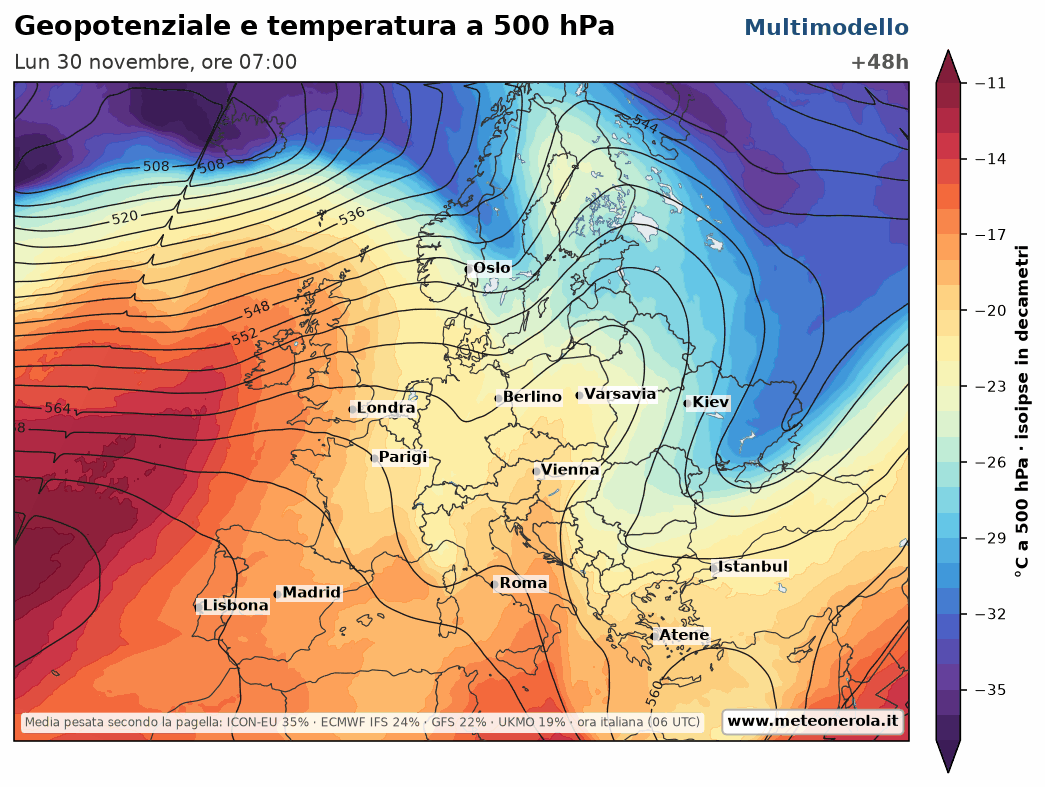 Geopotenziale e temperatura a 500 hPa
Multimodello
Lun 30 novembre, ore 07:00
+48h
508
508
520
536
544
548
552
564
8
560
Oslo
Londra
Berlino
Varsavia
Kiev
Parigi
Vienna
Istanbul
Roma
Madrid
Lisbona
Atene
−11
−14
−17
−20
−23
−26
−29
−32
−35
°C a 500 hPa · isoipse in decametri
Media pesata secondo la pagella: ICON-EU 35% · ECMWF IFS 24% · GFS 22% · UKMO 19% · ora italiana (06 UTC)
www.meteonerola.it